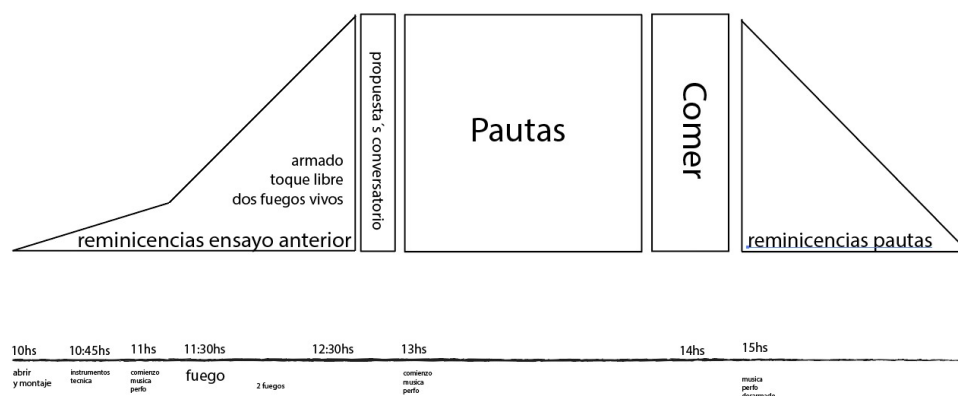 armado
toque libre
dos fuegos vivos
reminicencias ensayo anterior
propuesta´s conversatorio
Pautas
Comer
reminicencias pautas
10hs
10:45hs
11hs
11:30hs
12:30hs
13hs
14hs
15hs
abrir
y montaje
instrumentos
tecnica
comienzo
musica
perfo
fuego
2 fuegos
comienzo
musica
perfo
musica
perfo
desarmado